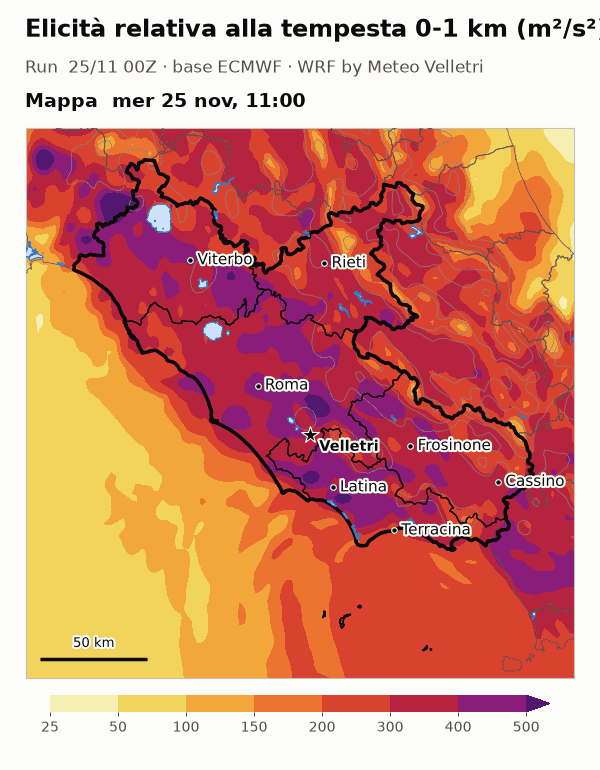 Elicità relativa alla tempesta 0-1 km (m²/s²)
Run 25/11 00Z · base ECMWF · WRF by Meteo Velletri
Mappa mer 25 nov, 11:00
Viterbo
Rieti
Roma
Velletri
Frosinone
Cassino
Latina
Terracina
50 km
25 50 100 150 200 300 400 500